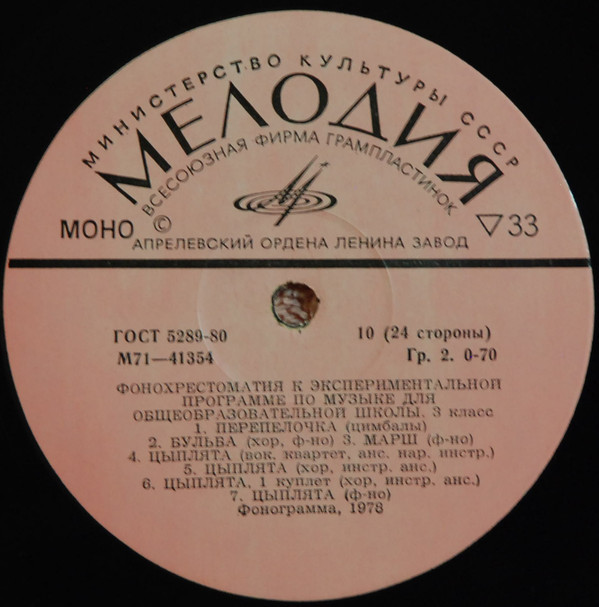 МИНИСТЕРСТВО КУЛЬТУРЫ СССР
МЕЛОДИЯ
ВСЕСОЮЗНАЯ ФИРМА ГРАМПЛАСТИНОК
МОНО © ▽33
АПРЕЛЕВСКИЙ ОРДЕНА ЛЕНИНА ЗАВОД
ГОСТ 5289-80 10 (24 стороны)
М71—41354 Гр. 2. 0-70
ФОНОХРЕСТОМАТИЯ К ЭКСПЕРИМЕНТАЛЬНОЙ
ПРОГРАММЕ ПО МУЗЫКЕ ДЛЯ
ОБЩЕОБРАЗОВАТЕЛЬНОЙ ШКОЛЫ. 3 класс
1. ПЕРЕПЕЛОЧКА (цимбалы)
2. БУЛЬБА (хор, ф-но) 3. МАРШ (ф-но)
4. ЦЫПЛЯТА (вок. квартет, анс. нар. инстр.)
5. ЦЫПЛЯТА (хор, инстр. анс.)
6. ЦЫПЛЯТА, 1 куплет (хор, инстр. анс.)
7. ЦЫПЛЯТА (ф-но)
Фонограмма, 1978